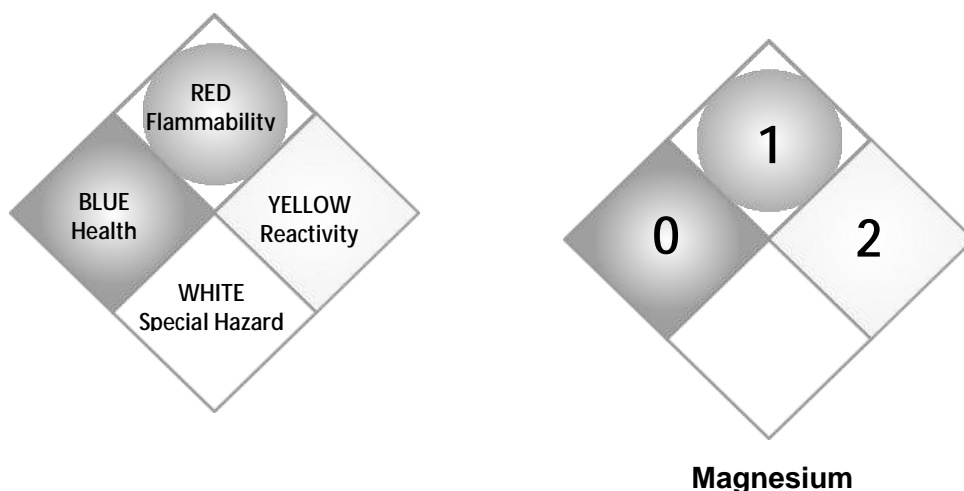 RED
Flammability
BLUE
Health
YELLOW
Reactivity
WHITE
Special Hazard
1
0
2
Magnesium